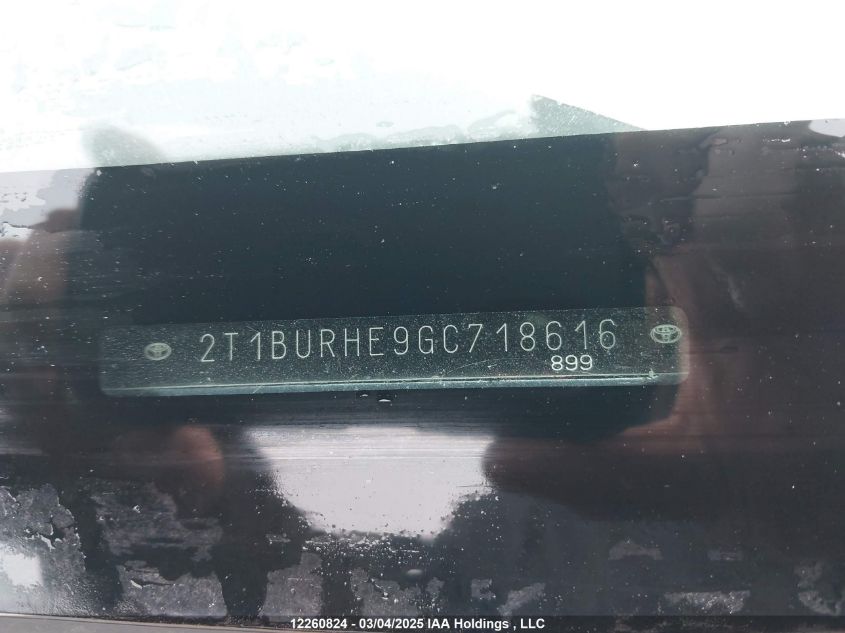 2T1BURHE9GC718616
899
12260824 - 03/04/2025 IAA Holdings , LLC